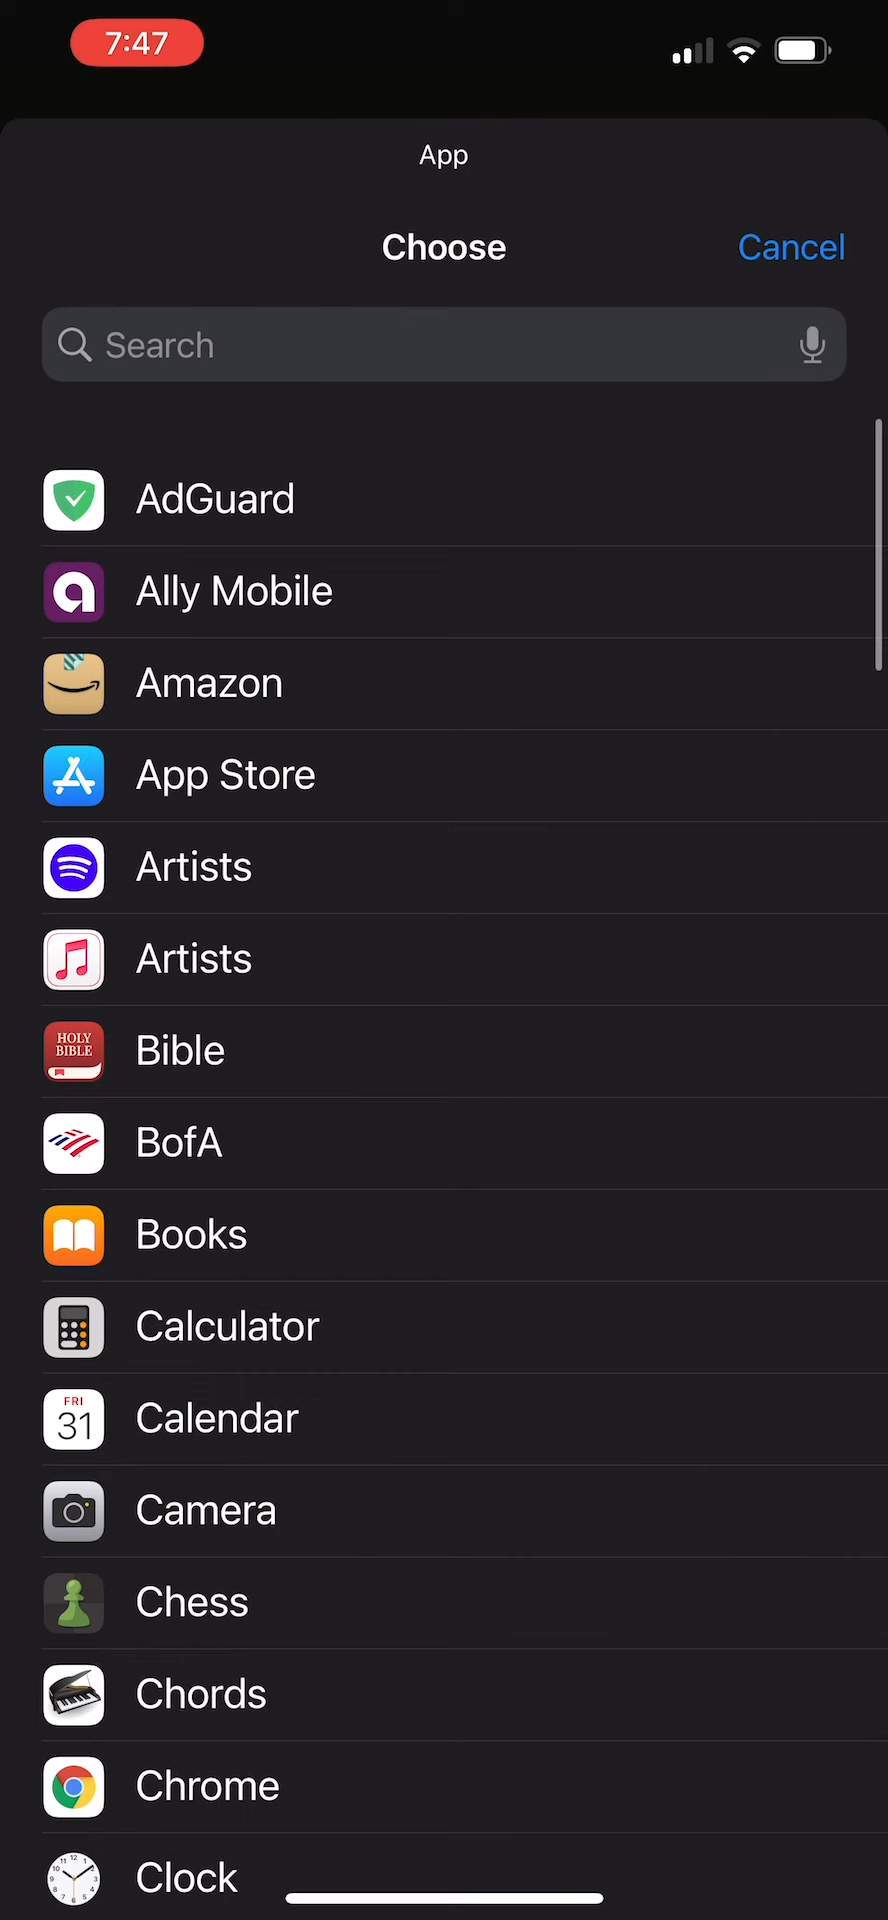 7:47
App
Choose
Cancel
Search
AdGuard
Ally Mobile
Amazon
App Store
Artists
Artists
HOLY
BIBLE
Bible
BofA
Books
Calculator
FRI
31
Calendar
Camera
Chess
Chords
Chrome
Clock